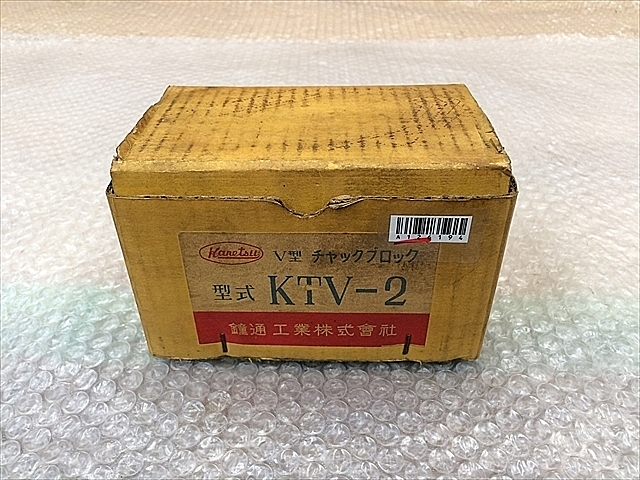 A126194
Kanetsu V型 チャックブロック
型式 KTV-2
鐘通工業株式會社